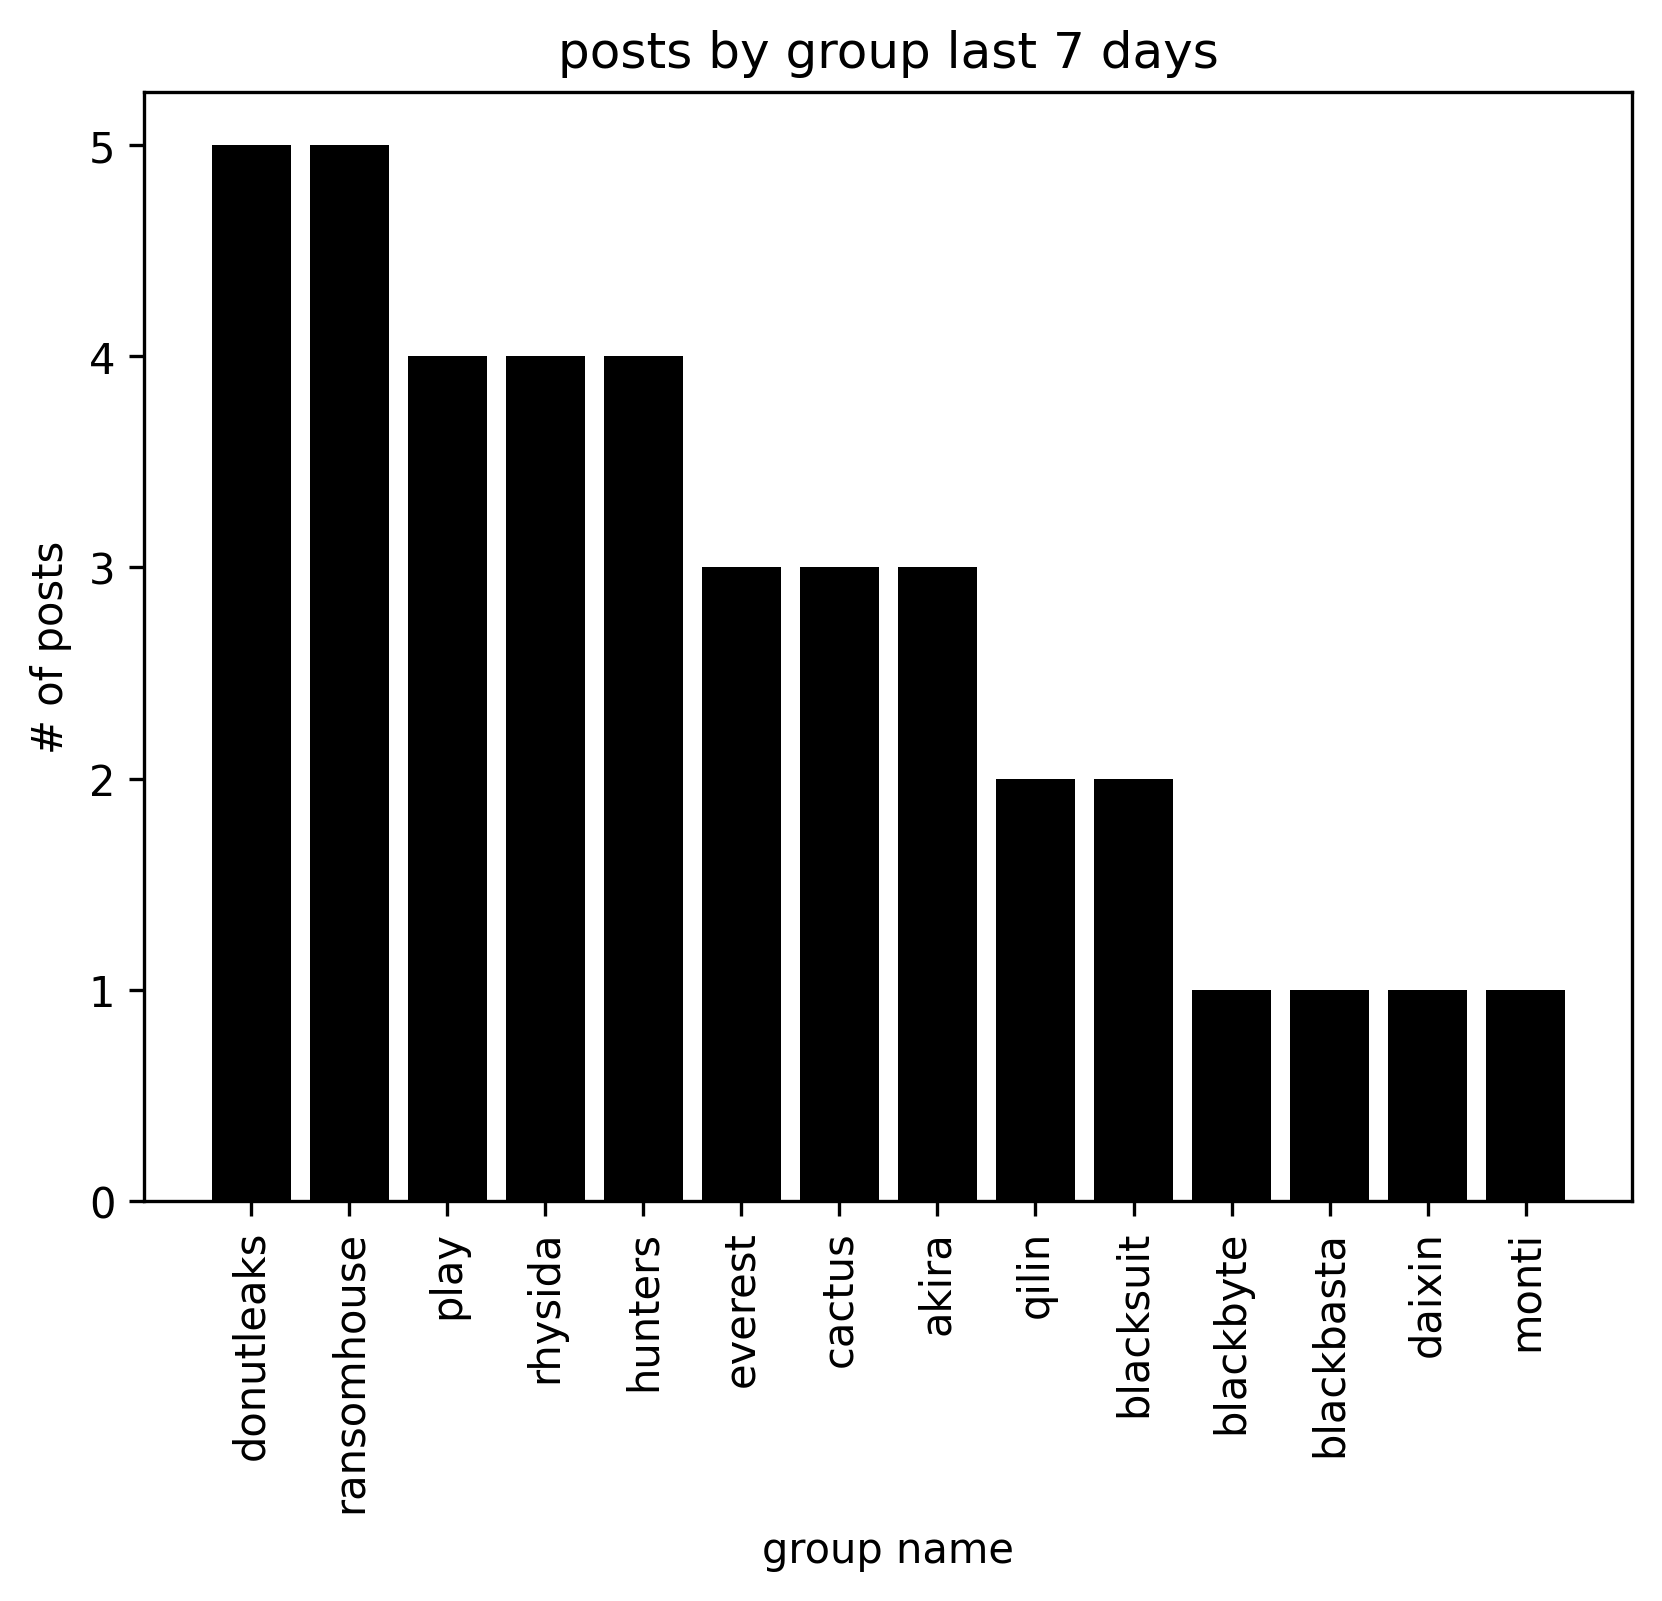 posts by group last 7 days
# of posts
5
4
3
2
1
0
donutleaks
ransomhouse
play
rhysida
hunters
everest
cactus
akira
qilin
blacksuit
blackbyte
blackbasta
daixin
monti
group name